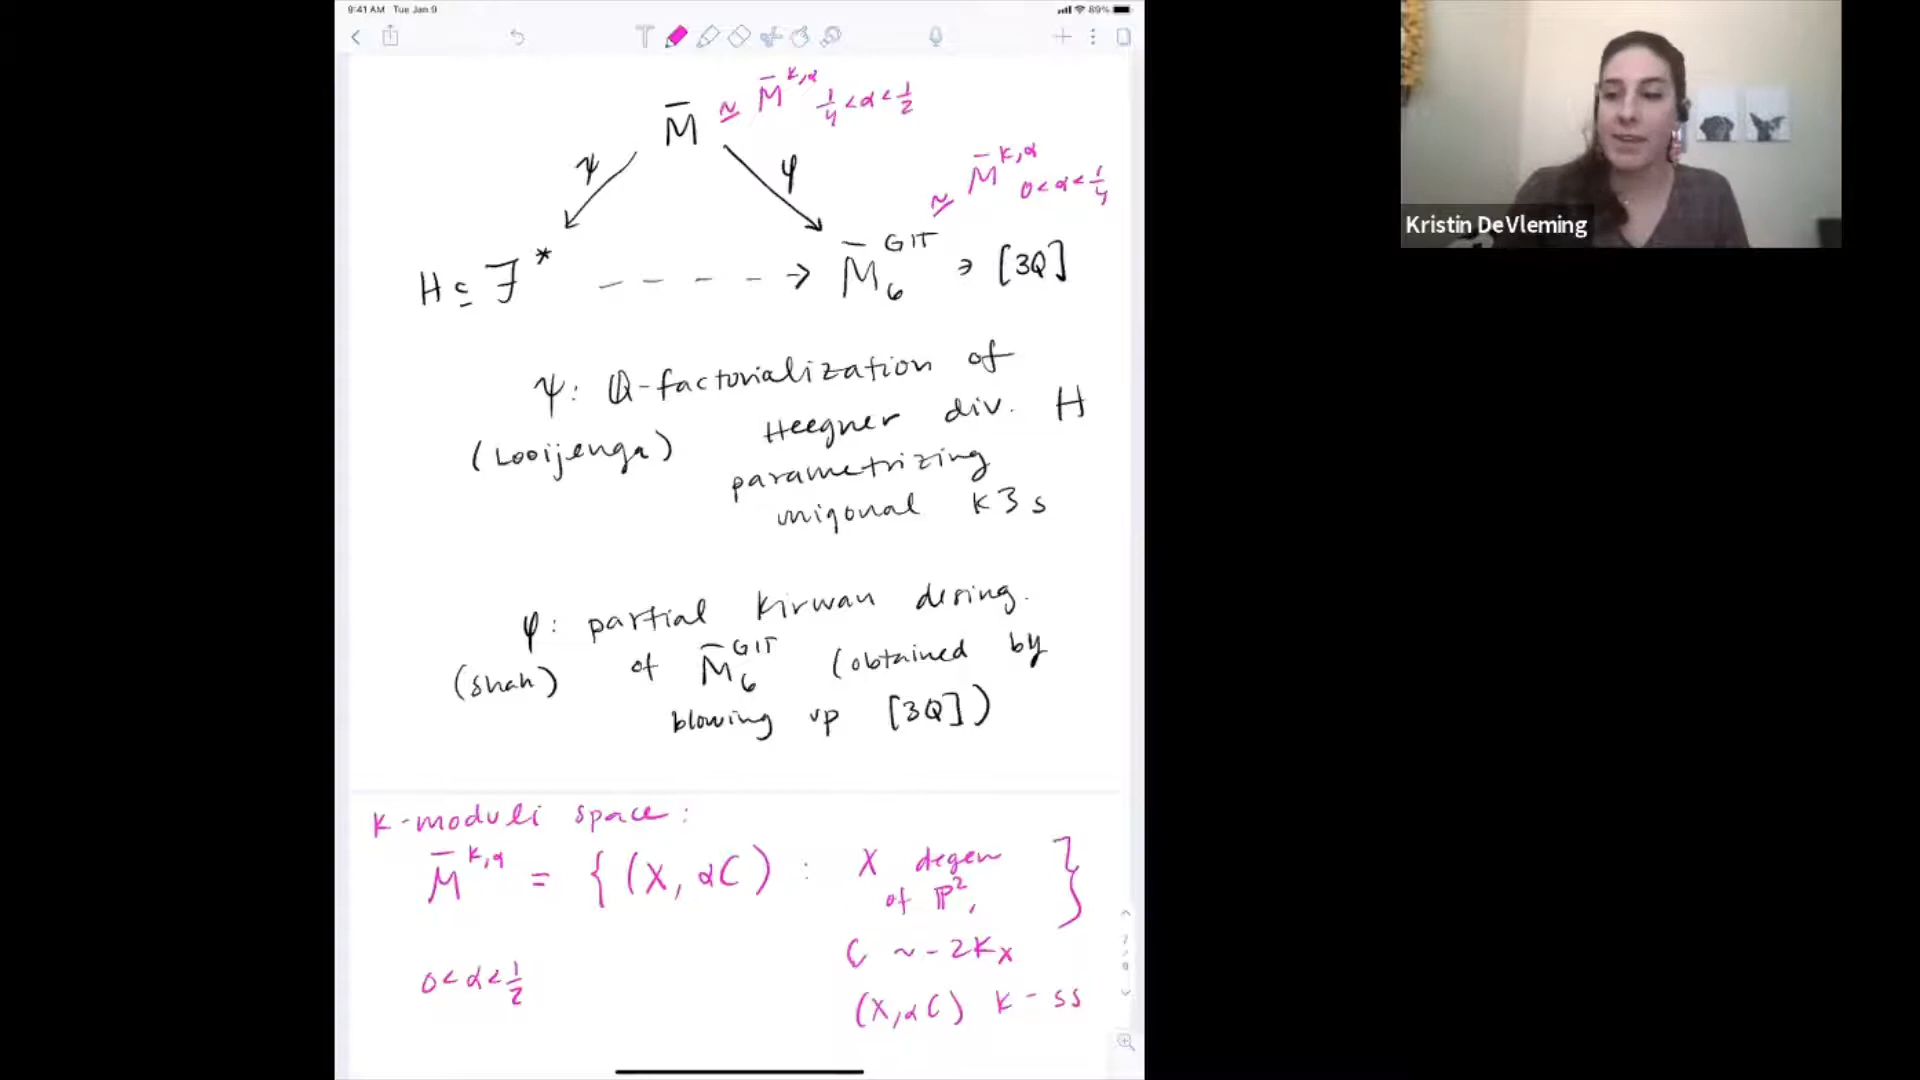 9:41 AM Tue Jan 9
89%
M̄ ≅ M̄^{K,α} 1/4 < α < 1/2
ψ φ
≅ M̄^{K,α} 0 < α < 1/4
H ⊆ F* - - - -> M̄_6^{GIT} ∋ [3Q]
ψ: Q-factorialization of
(Looijenga) Heegner div. H
parametrizing
unigonal K3s
φ: partial Kirwan desing.
(Shah) of M̄_6^{GIT} (obtained by
blowing up [3Q])
K-moduli space:
M̄^{K,α} = { (X, αC) : X degen
of P², }
C ~ -2K_X
0 < α < 1/2
(X, αC) K-ss
Kristin DeVleming